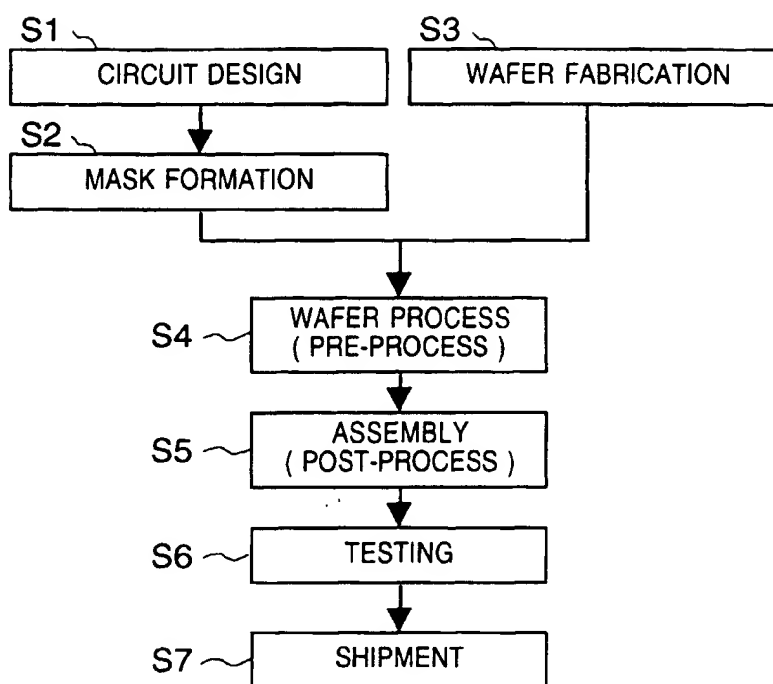 S1
CIRCUIT DESIGN
S3
WAFER FABRICATION
S2
MASK FORMATION
S4
WAFER PROCESS
( PRE-PROCESS )
S5
ASSEMBLY
( POST-PROCESS )
S6
TESTING
S7
SHIPMENT